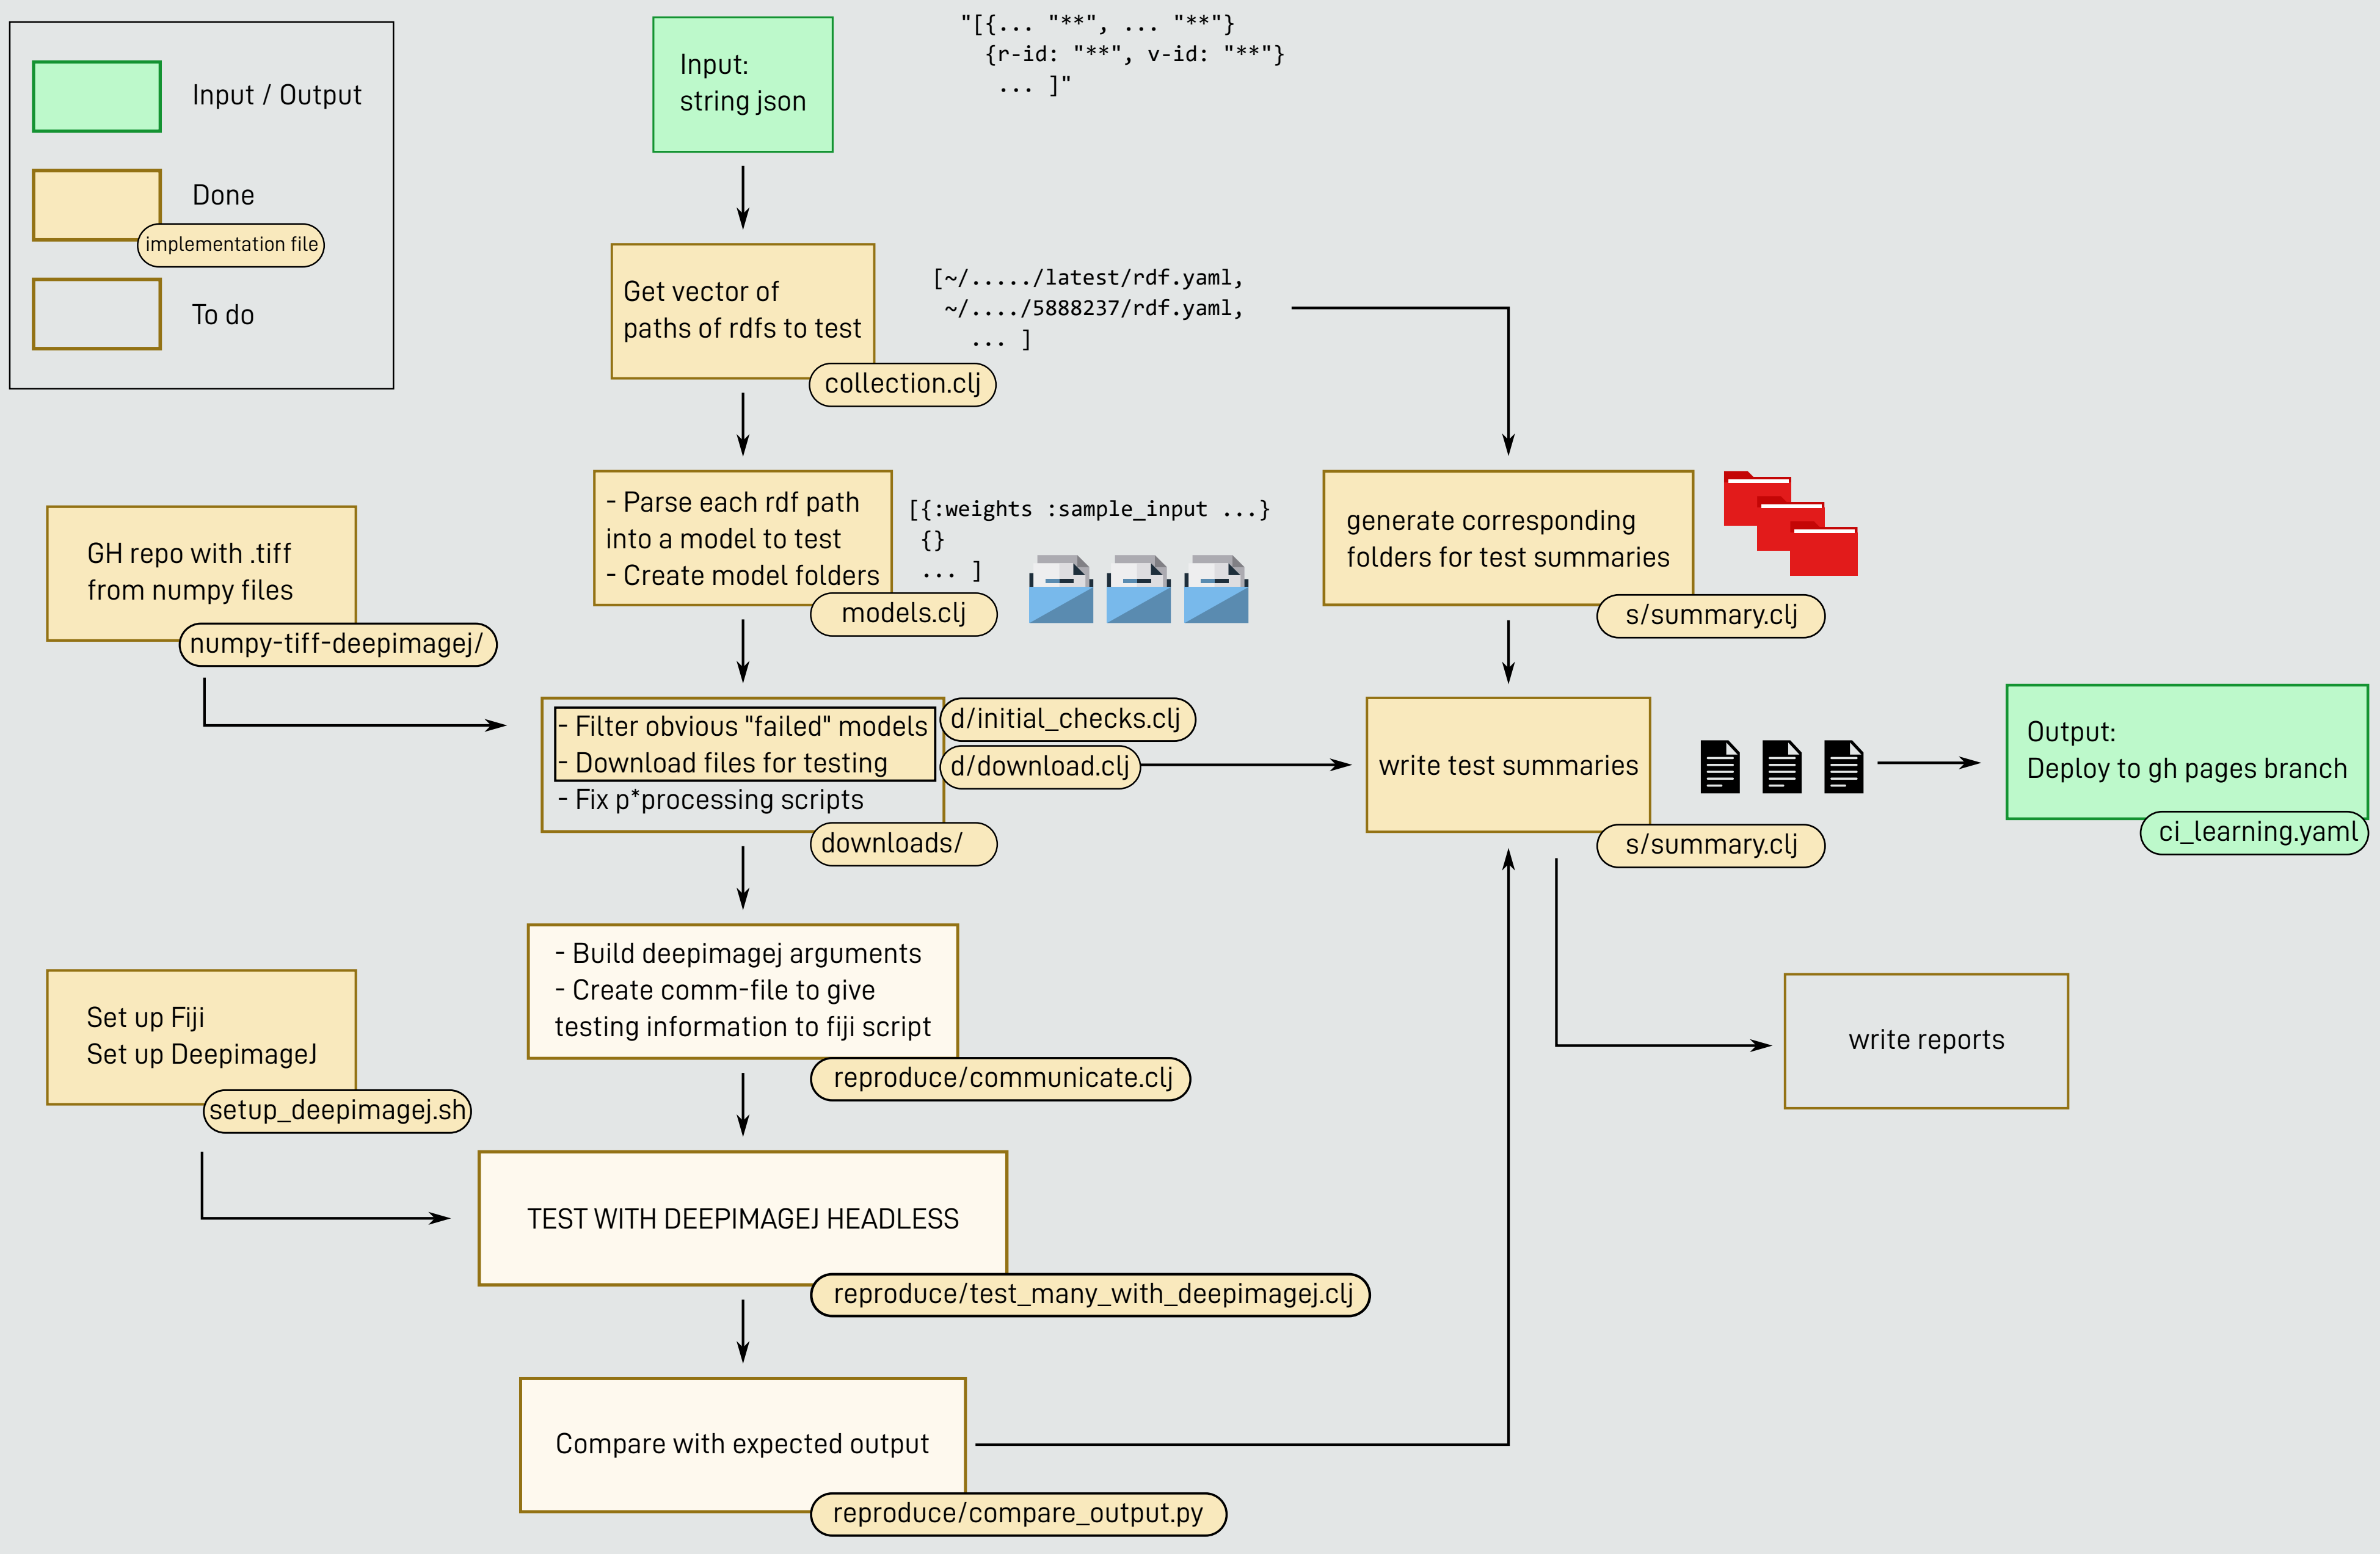 Input / Output
Done
implementation file
To do
Input:
string json
"[{... "**", ... "**"}
{r-id: "**", v-id: "**"}
... ]"
Get vector of
paths of rdfs to test
collection.clj
[~/...../latest/rdf.yaml,
~/..../5888237/rdf.yaml,
... ]
- Parse each rdf path
into a model to test
- Create model folders
models.clj
[{:weights :sample_input ...}
{}
... ]
generate corresponding
folders for test summaries
s/summary.clj
GH repo with .tiff
from numpy files
numpy-tiff-deepimagej/
- Filter obvious "failed" models
- Download files for testing
- Fix p*processing scripts
d/initial_checks.clj
d/download.clj
downloads/
write test summaries
s/summary.clj
Output:
Deploy to gh pages branch
ci_learning.yaml
- Build deepimagej arguments
- Create comm-file to give
testing information to fiji script
reproduce/communicate.clj
write reports
Set up Fiji
Set up DeepimageJ
setup_deepimagej.sh
TEST WITH DEEPIMAGEJ HEADLESS
reproduce/test_many_with_deepimagej.clj
Compare with expected output
reproduce/compare_output.py